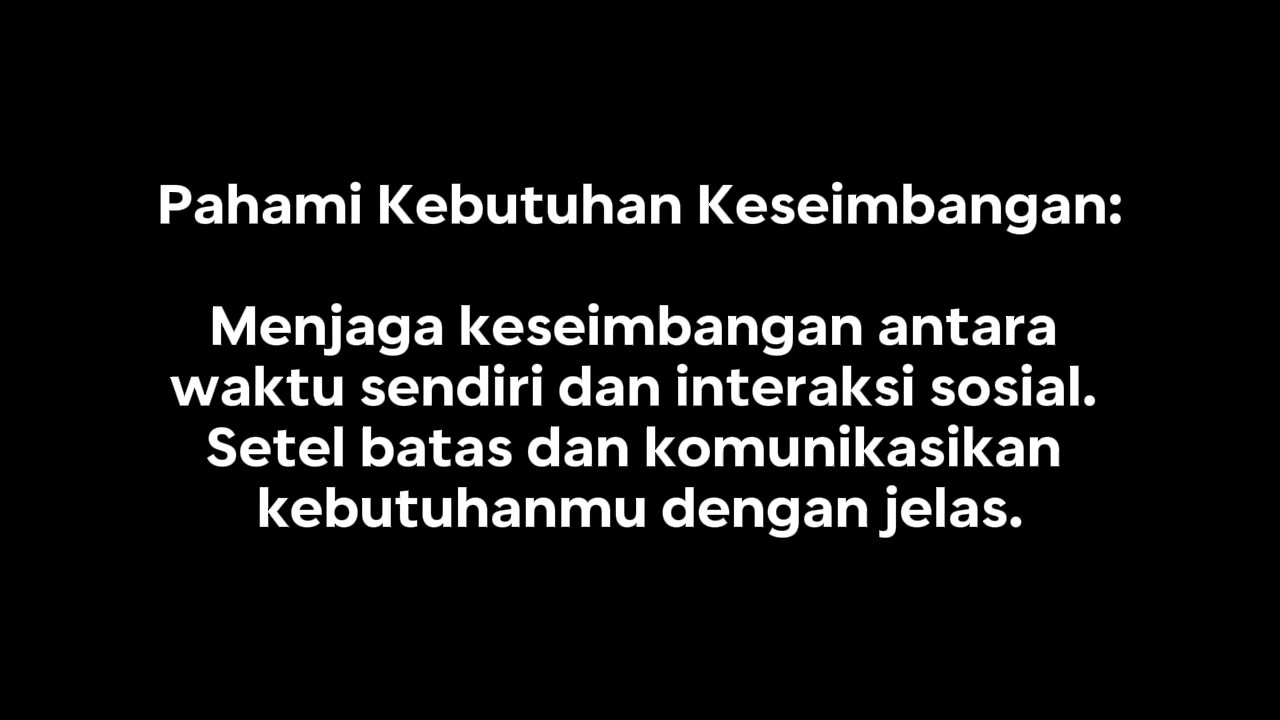 Pahami Kebutuhan Keseimbangan:
Menjaga keseimbangan antara
waktu sendiri dan interaksi sosial.
Setel batas dan komunikasikan
kebutuhanmu dengan jelas.